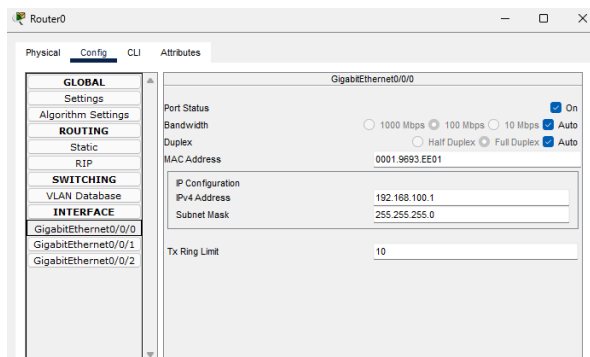 Router0
Physical Config CLI Attributes
GLOBAL
Settings
Algorithm Settings
ROUTING
Static
RIP
SWITCHING
VLAN Database
INTERFACE
GigabitEthernet0/0/0
GigabitEthernet0/0/1
GigabitEthernet0/0/2
GigabitEthernet0/0/0
Port Status On
Bandwidth 1000 Mbps 100 Mbps 10 Mbps Auto
Duplex Half Duplex Full Duplex Auto
MAC Address 0001.9693.EE01
IP Configuration
IPv4 Address 192.168.100.1
Subnet Mask 255.255.255.0
Tx Ring Limit 10